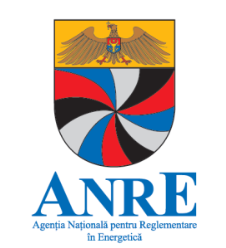 ANRE
Agenția Națională pentru Reglementare
în Energetică